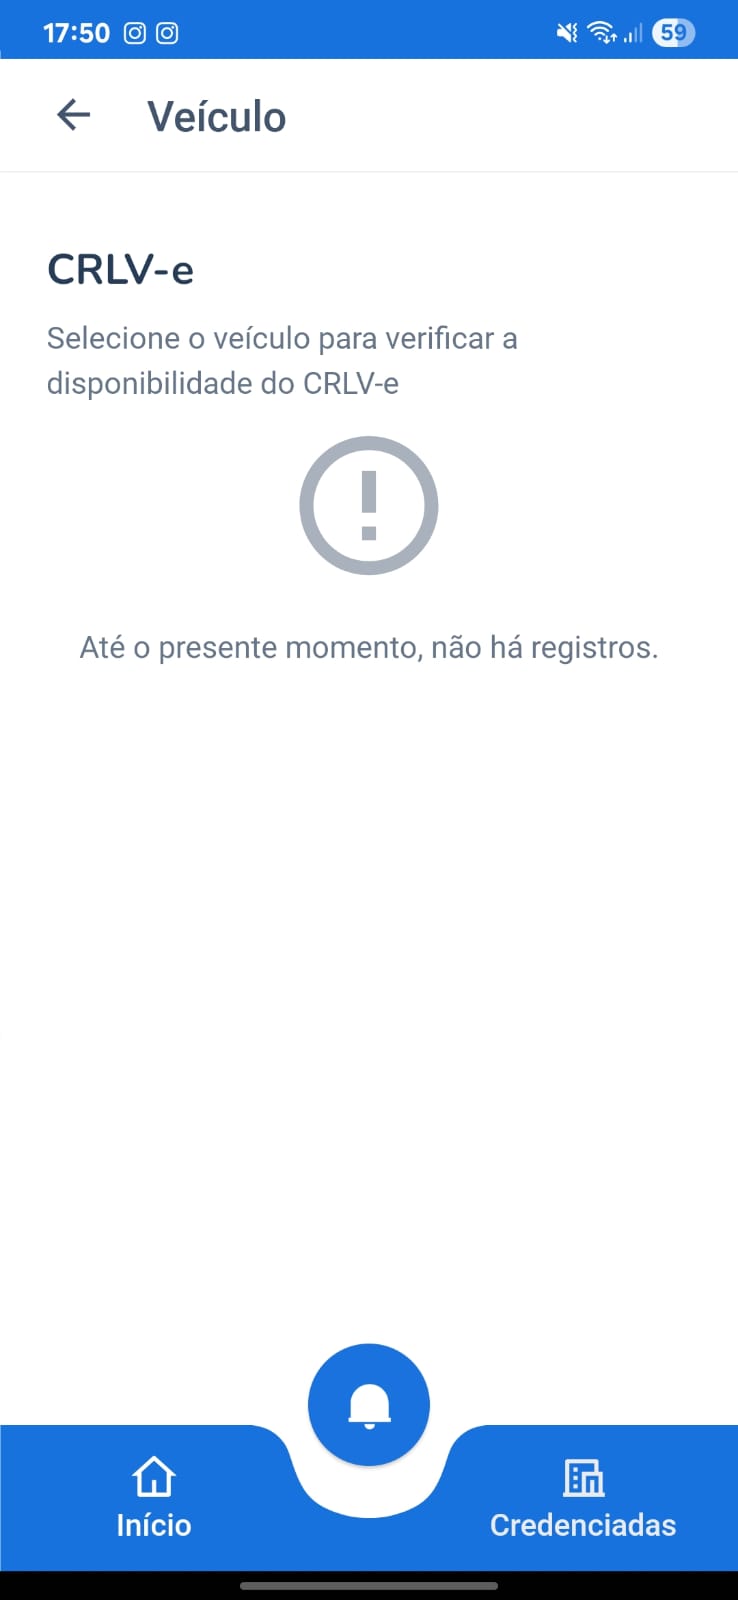 17:50
59
Veículo
CRLV-e
Selecione o veículo para verificar a
disponibilidade do CRLV-e
Até o presente momento, não há registros.
Início
Credenciadas